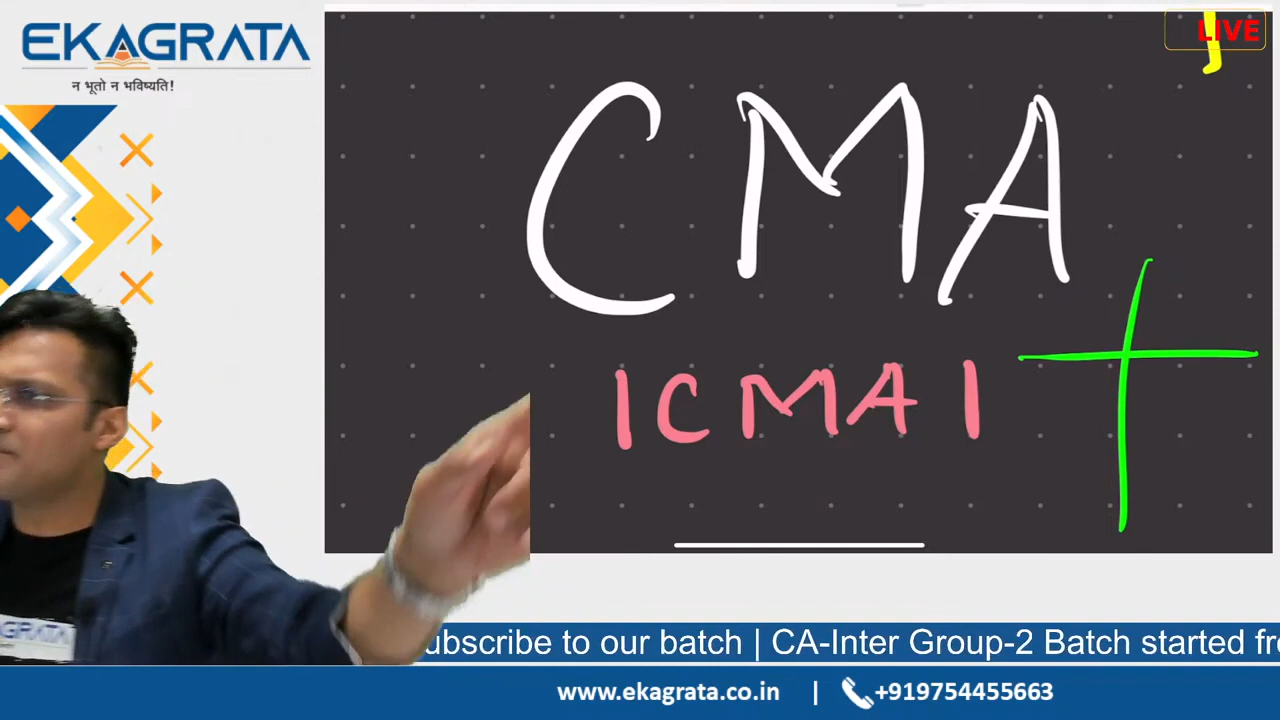 EKAGRATA
न भूतो न भविष्यति!
LIVE
CMA
ICMAI
AGRATA
ubscribe to our batch | CA-Inter Group-2 Batch started fr
www.ekagrata.co.in | +919754455663